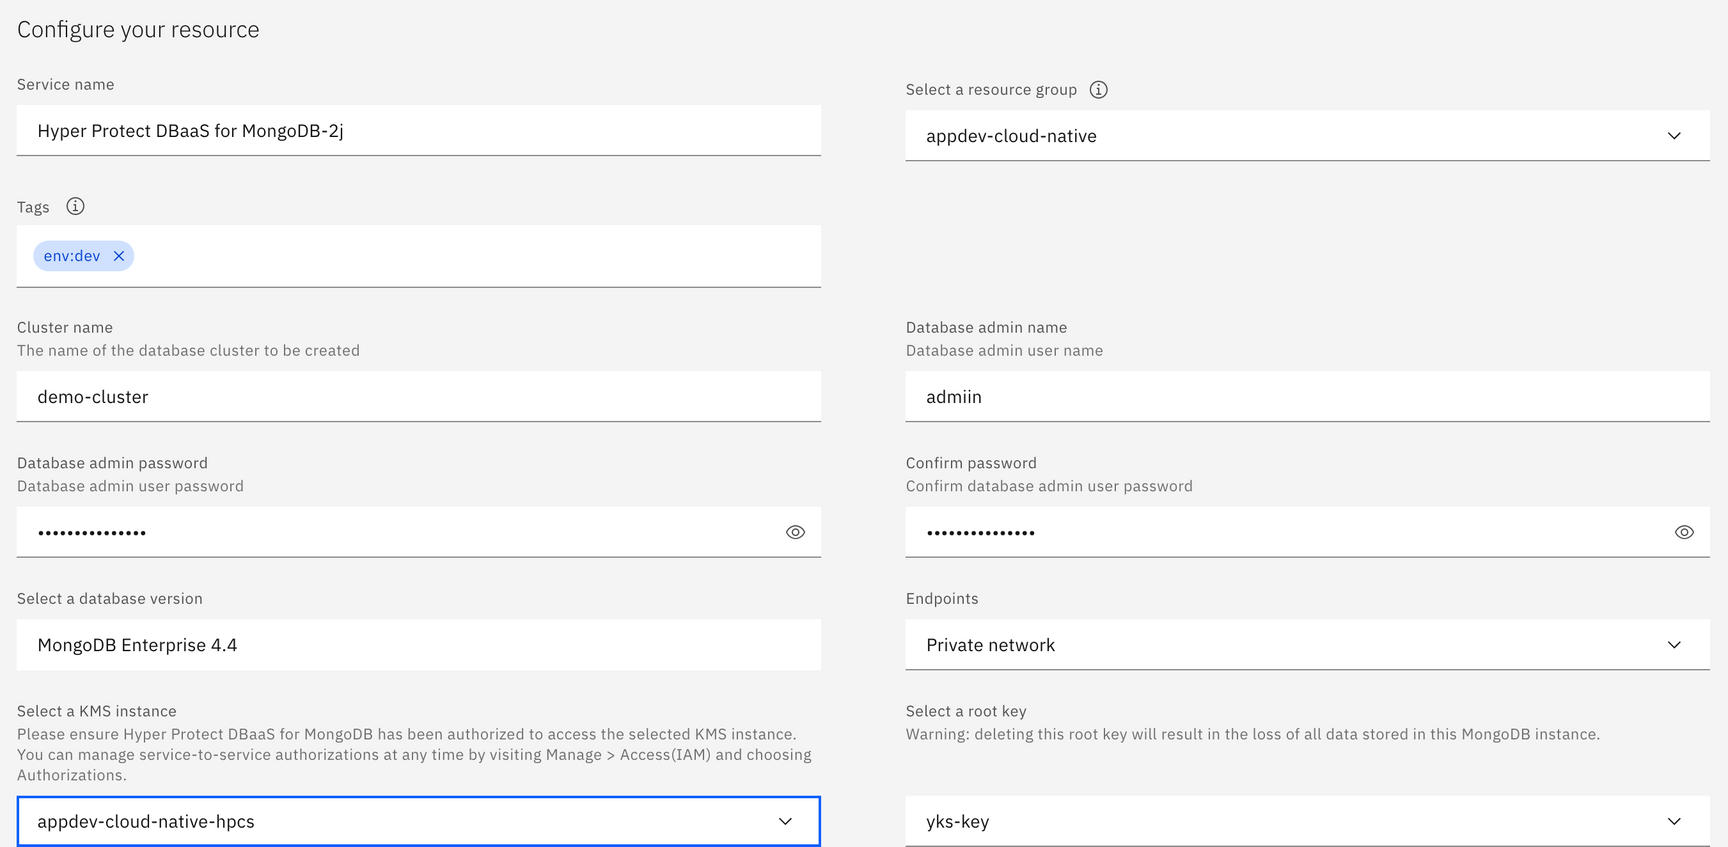 Configure your resource
Service name
Hyper Protect DBaaS for MongoDB-2j
Select a resource group
appdev-cloud-native
Tags
env:dev
Cluster name
The name of the database cluster to be created
demo-cluster
Database admin name
Database admin user name
admiin
Database admin password
Database admin user password
•••••••••••••••
Confirm password
Confirm database admin user password
•••••••••••••••
Select a database version
MongoDB Enterprise 4.4
Endpoints
Private network
Select a KMS instance
Please ensure Hyper Protect DBaaS for MongoDB has been authorized to access the selected KMS instance.
You can manage service-to-service authorizations at any time by visiting Manage > Access(IAM) and choosing
Authorizations.
appdev-cloud-native-hpcs
Select a root key
Warning: deleting this root key will result in the loss of all data stored in this MongoDB instance.
yks-key